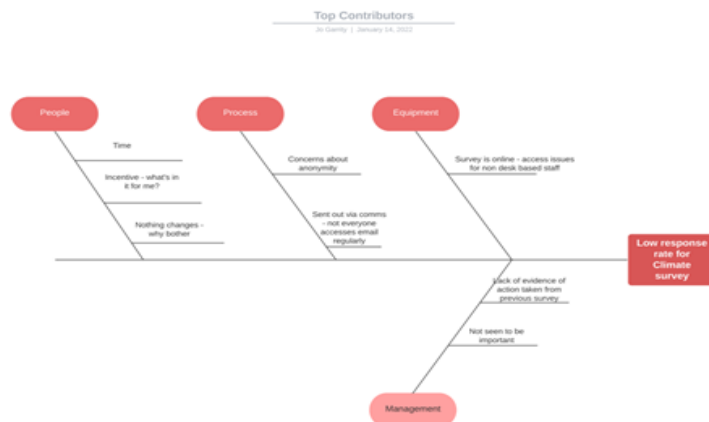 Top Contributors
Jo Garrity | January 14, 2022
People
Process
Equipment
Time
Incentive - what's in
it for me?
Nothing changes -
why bother
Concerns about
anonymity
Sent out via comms
- not everyone
accesses email
regularly
Survey is online - access issues
for non desk based staff
Low response
rate for
Climate
survey
Lack of evidence of
action taken from
previous survey
Not seen to be
important
Management